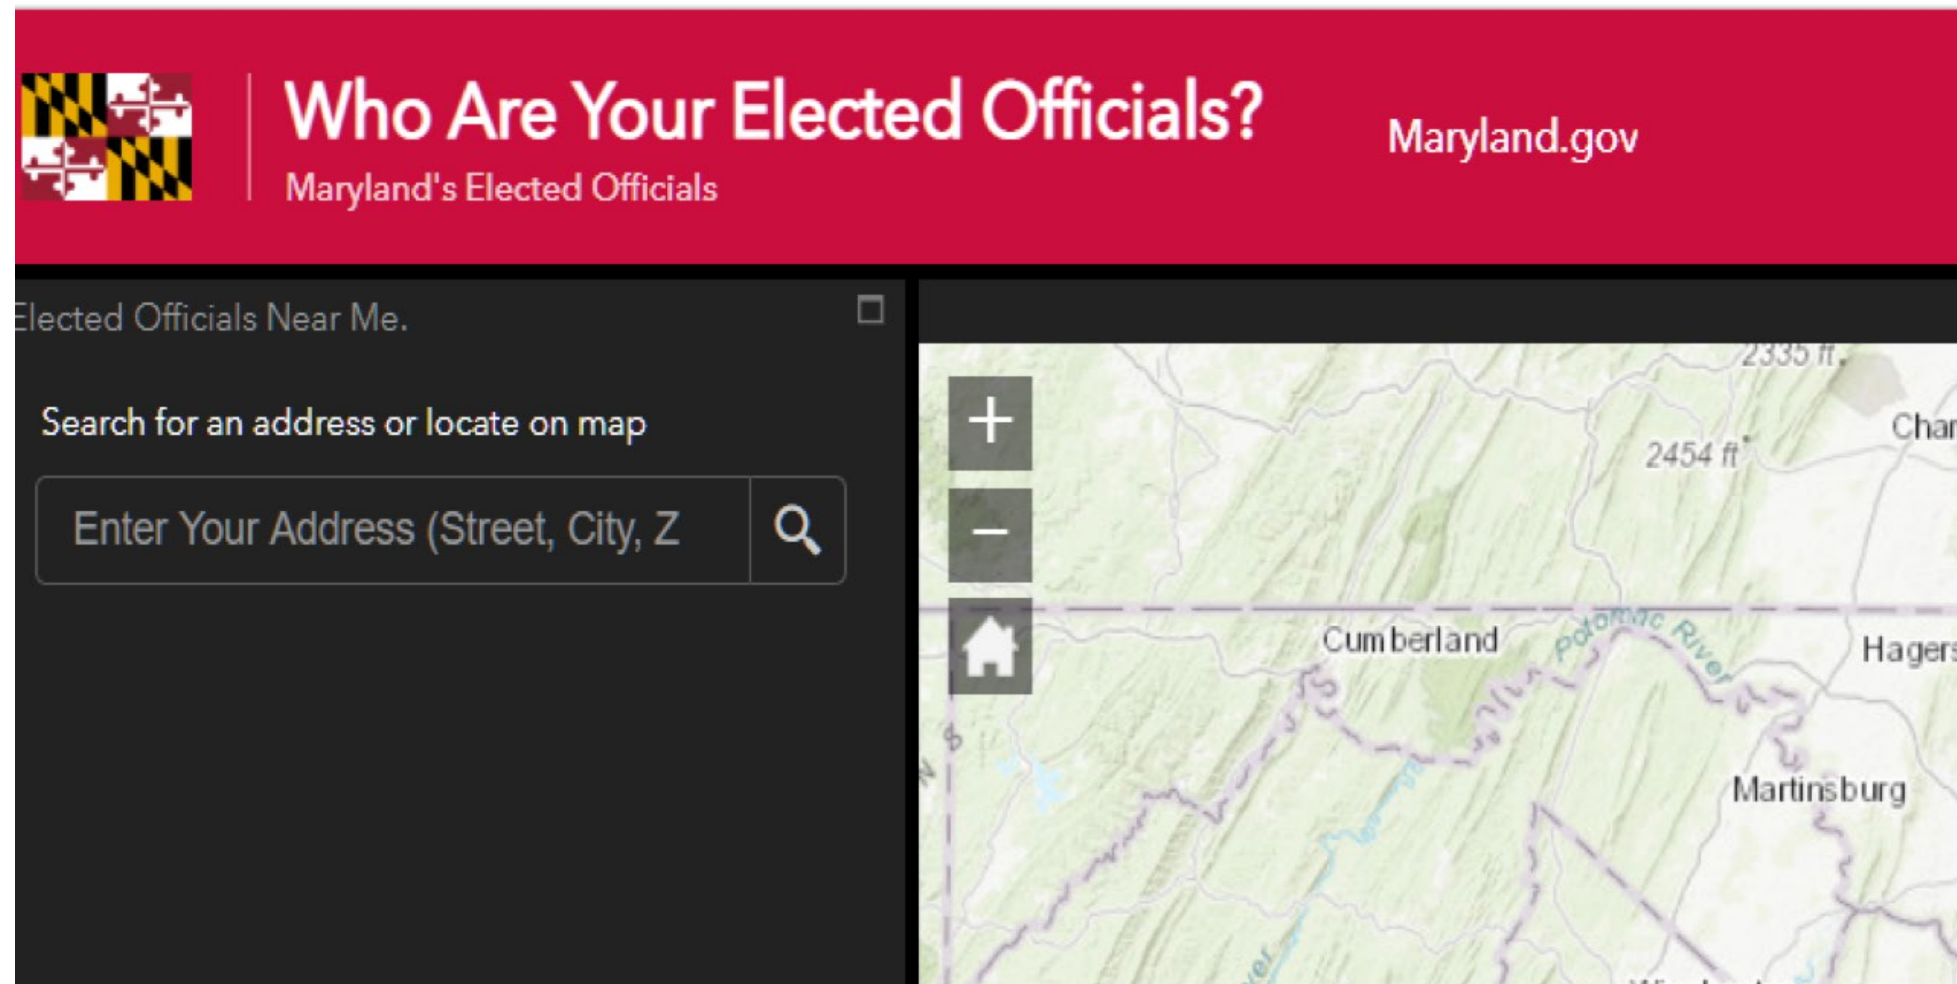 Who Are Your Elected Officials?
Maryland.gov
Maryland's Elected Officials
Elected Officials Near Me.
Search for an address or locate on map
Enter Your Address (Street, City, Z
+
−
2335 ft
Char
2454 ft
Cumberland
Potomac River
Hagers
Martinsburg